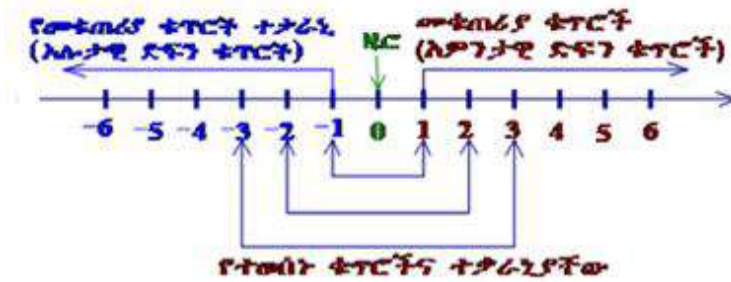 የመቁጠሪያ ቁጥሮች ተቃራኒ
(አሉታዊ ድፍን ቁጥሮች)
ዜሮ
መቁጠሪያ ቁጥሮች
(አምንታዊ ድፍን ቁጥሮች)
-6 -5 -4 -3 -2 -1 0 1 2 3 4 5 6
የተወሰኑ ቁጥሮችና ተቃራኒያቸው